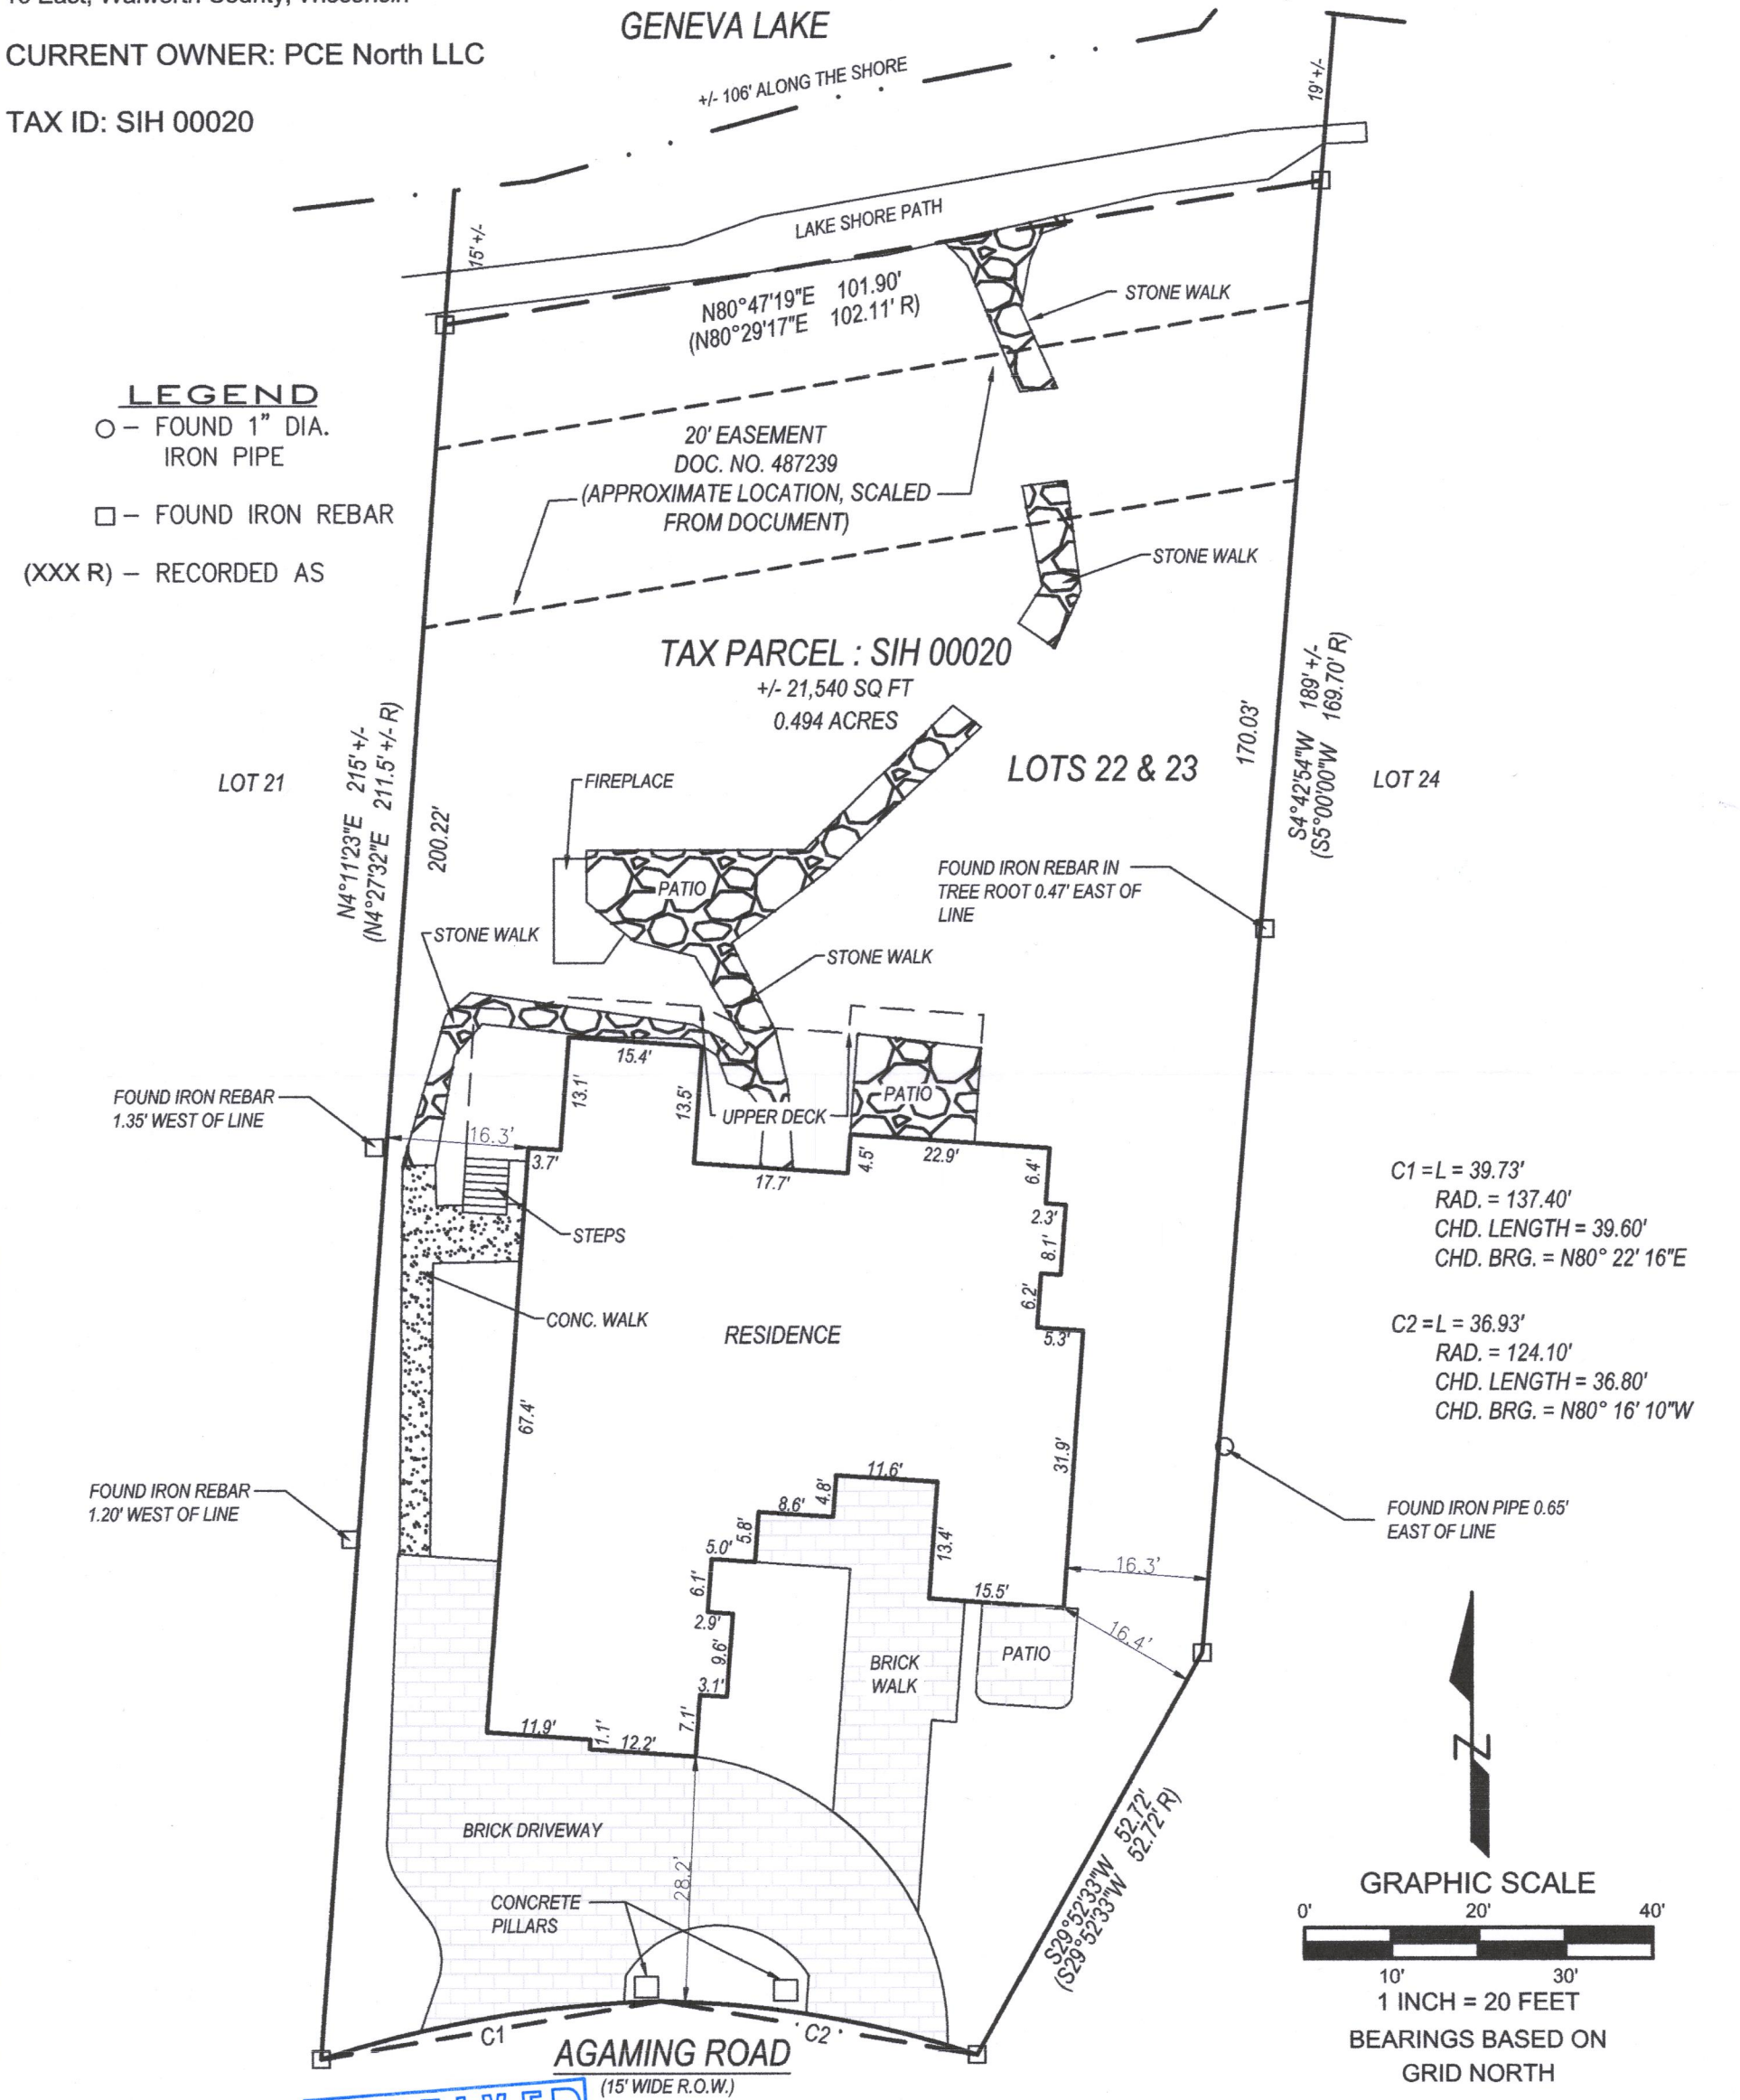 GENEVA LAKE
CURRENT OWNER: PCE North LLC
TAX ID: SIH 00020
+/- 106' ALONG THE SHORE
19' +/-
15' +/-
LAKE SHORE PATH
N80°47'19"E 101.90'
(N80°29'17"E 102.11' R)
STONE WALK
LEGEND
○ – FOUND 1" DIA.
IRON PIPE
□ – FOUND IRON REBAR
(XXX R) – RECORDED AS
20' EASEMENT
DOC. NO. 487239
(APPROXIMATE LOCATION, SCALED
FROM DOCUMENT)
STONE WALK
TAX PARCEL : SIH 00020
+/- 21,540 SQ FT
0.494 ACRES
LOT 21
LOTS 22 & 23
LOT 24
N4°11'23"E 215' +/-
(N4°27'32"E 211.5' +/- R)
200.22'
170.03'
S4°42'54"W 189' +/-
(S5°00'00"W 169.70' R)
FIREPLACE
PATIO
FOUND IRON REBAR IN
TREE ROOT 0.47' EAST OF
LINE
STONE WALK
STONE WALK
FOUND IRON REBAR
1.35' WEST OF LINE
15.4'
13.1'
13.5'
UPPER DECK
PATIO
16.3'
3.7'
17.7'
4.5'
22.9'
6.4'
2.3'
8.1'
6.2'
5.3'
STEPS
CONC. WALK
RESIDENCE
67.4'
31.9'
C1 = L = 39.73'
RAD. = 137.40'
CHD. LENGTH = 39.60'
CHD. BRG. = N80° 22' 16"E
C2 = L = 36.93'
RAD. = 124.10'
CHD. LENGTH = 36.80'
CHD. BRG. = N80° 16' 10"W
FOUND IRON REBAR
1.20' WEST OF LINE
FOUND IRON PIPE 0.65'
EAST OF LINE
11.6'
4.8'
8.6'
5.8'
5.0'
13.4'
6.1'
2.9'
9.6'
3.1'
7.1'
15.5'
16.3'
16.4'
BRICK
WALK
PATIO
11.9'
1.1'
12.2'
BRICK DRIVEWAY
28.2'
CONCRETE
PILLARS
S29°52'33"W 52.72'
(S29°52'33"W 52.72' R)
C1
C2
AGAMING ROAD
(15' WIDE R.O.W.)
N
GRAPHIC SCALE
0' 20' 40'
10' 30'
1 INCH = 20 FEET
BEARINGS BASED ON
GRID NORTH